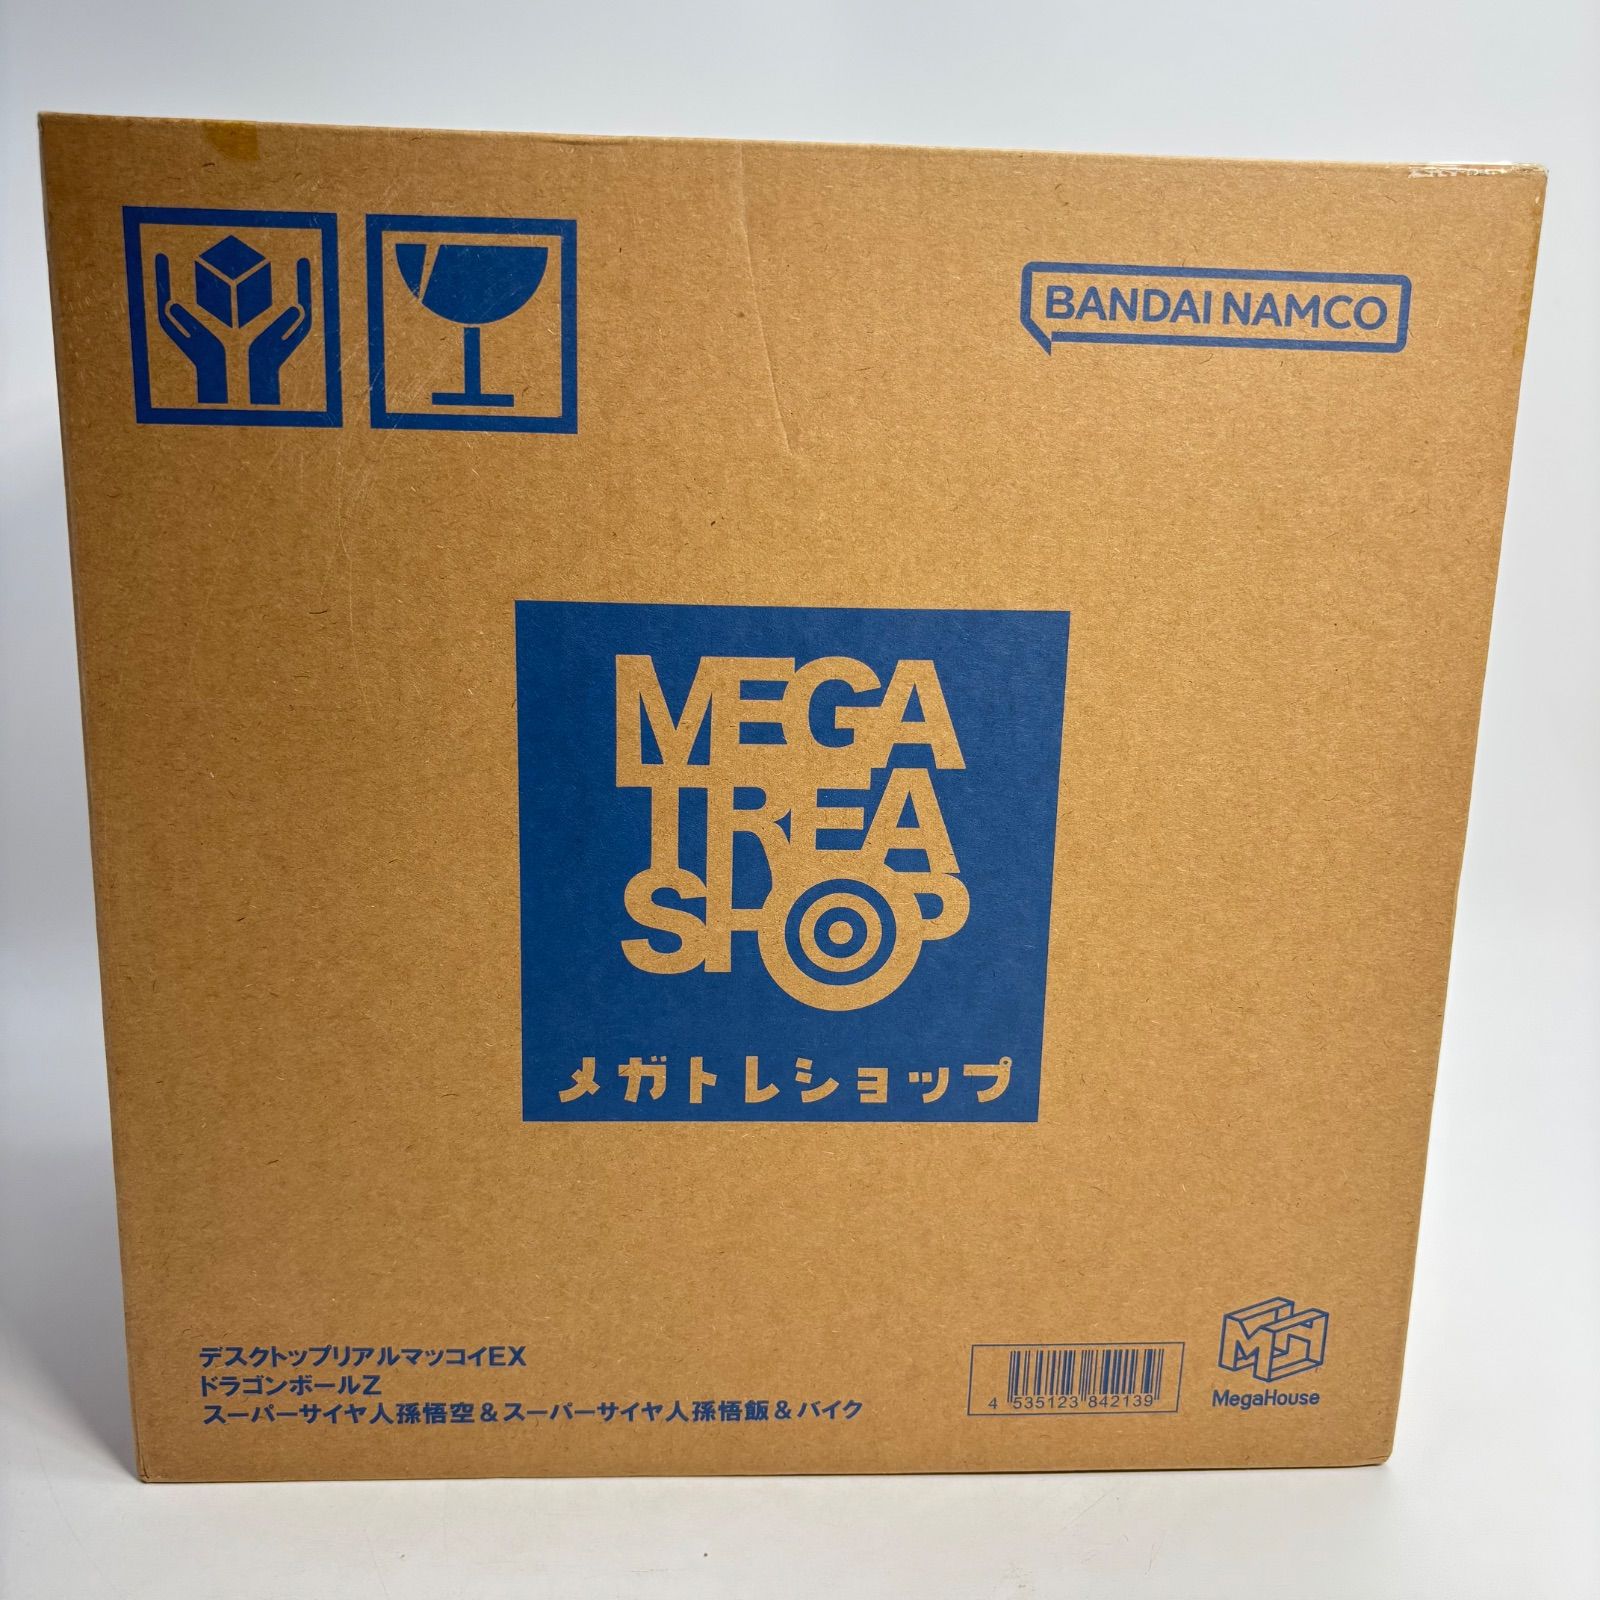 BANDAI NAMCO
MEGA
TREA
SHOP
メガトレショップ
デスクトップリアルマッコイEX
ドラゴンボールZ
スーパーサイヤ人孫悟空＆スーパーサイヤ人孫悟飯＆バイク
4 535123 842139
MegaHouse